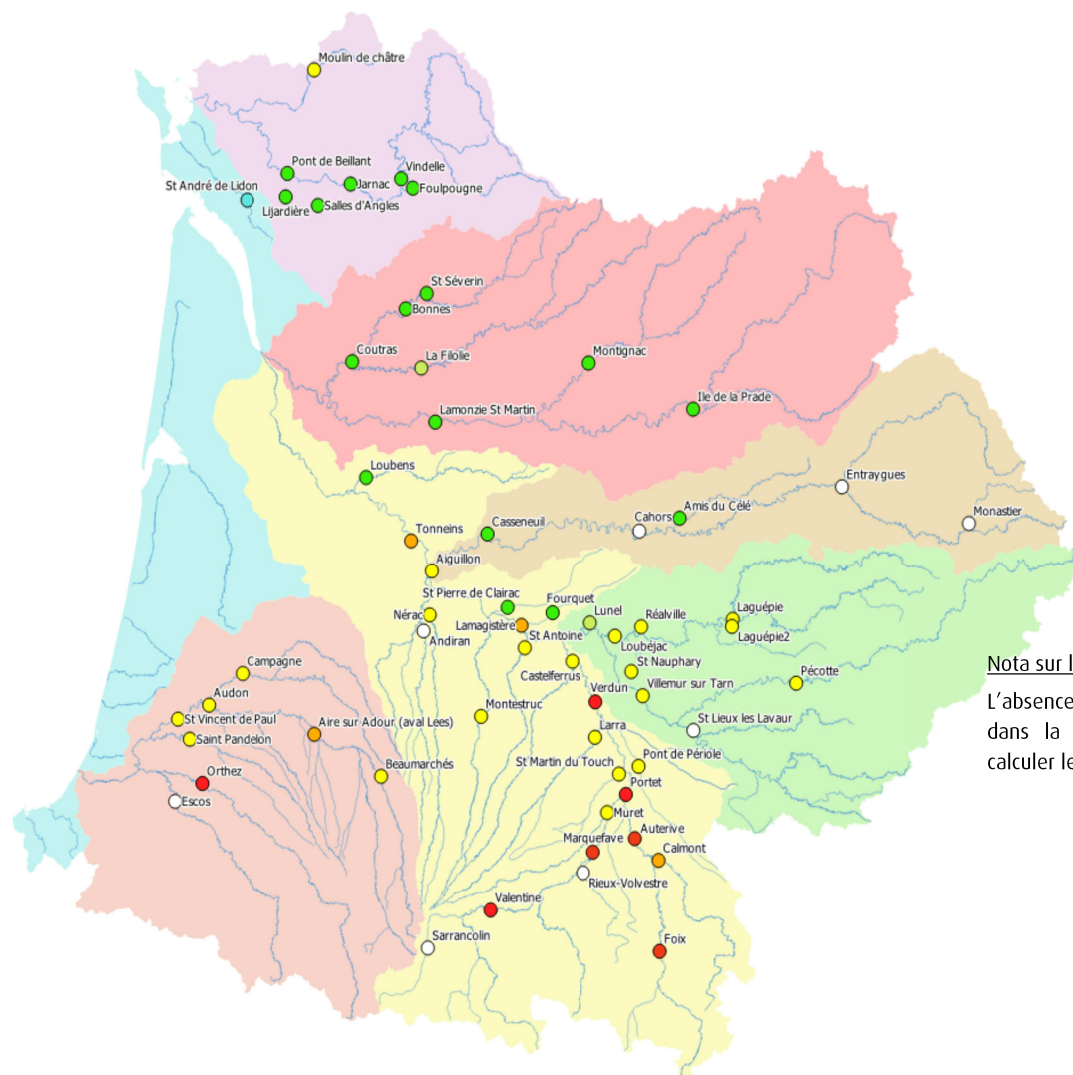 Moulin de châtre
Pont de Beillant
Vindelle
St André de Lidon
Jarnac
Foulpougne
Lijardière
Salles d'Angles
St Séverin
Bonnes
Coutras
La Filolie
Montignac
Lamonzie St Martin
Ile de la Prade
Loubens
Entraygues
Amis du Célé
Casseneuil
Cahors
Monastier
Tonneins
Aiguillon
St Pierre de Clairac
Fourquet
Nérac
Lunel
Réalville
Laguépie
Lamagistère
St Antoine
Andiran
Loubéjac
Laguépie2
Campagne
Castelferrus
St Nauphary
Pécotte
Nota sur l
Audon
Verdun
Villemur sur Tarn
L'absence
St Vincent de Paul
Aire sur Adour (aval Lees)
Montestruc
St Lieux les Lavaur
dans la
Saint Pandelon
Larra
Pont de Périole
calculer le
Orthez
Beaumarchés
St Martin du Touch
Portet
Escos
Muret
Marquefave
Auterive
Calmont
Rieux-Volvestre
Valentine
Sarrancolin
Foix